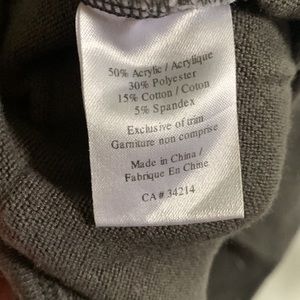 50% Acrylic / Acrylique
30% Polyester
15% Cotton / Coton
5% Spandex
Exclusive of trim
Garniture non comprise
Made in China /
Fabrique En Chine
CA # 34214